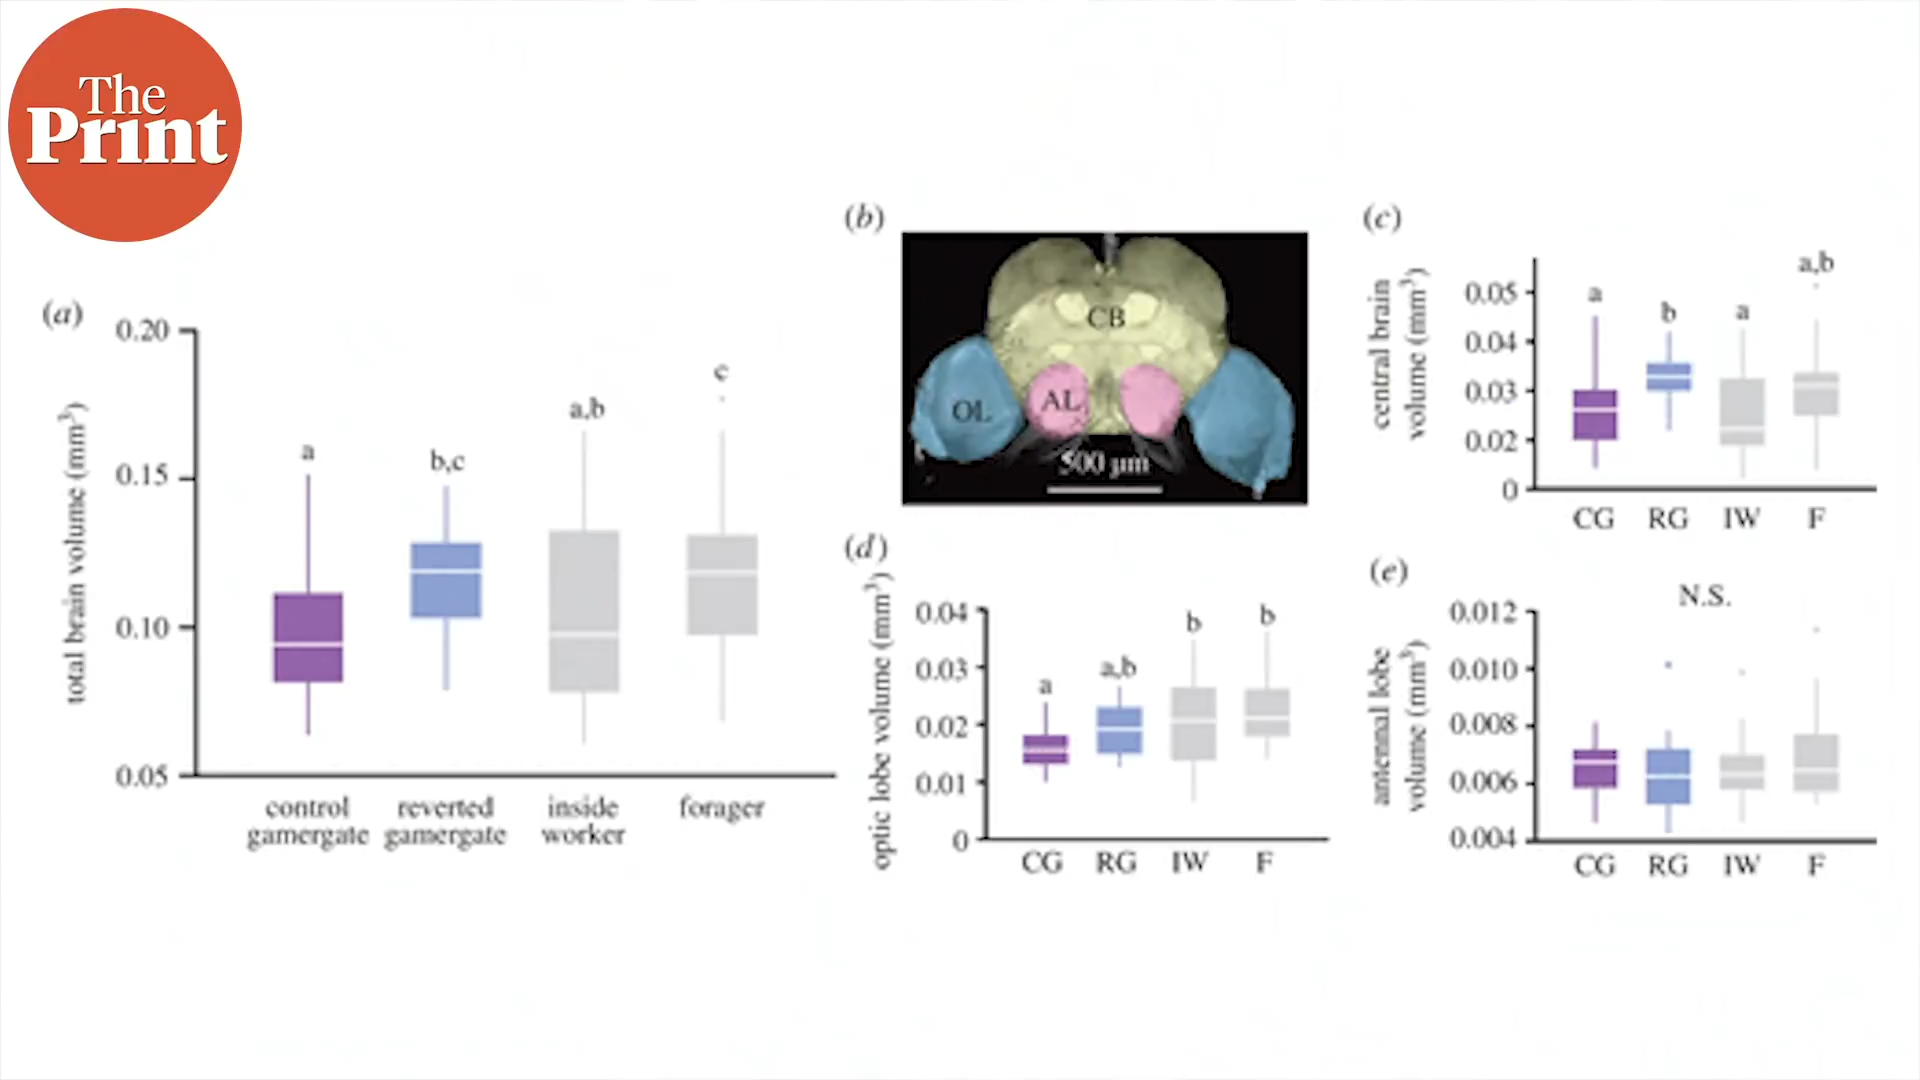 The
Print
(a)
total brain volume (mm³)
0.20
0.15
0.10
0.05
a
b,c
a,b
c
control
gamergate
reverted
gamergate
inside
worker
forager
(b)
CB
OL
AL
500 μm
(c)
central brain
volume (mm³)
0.05
0.04
0.03
0.02
0
a
b
a
a,b
CG
RG
IW
F
(d)
optic lobe volume (mm³)
0.04
0.03
0.02
0.01
0
a
a,b
b
b
CG
RG
IW
F
(e)
antennal lobe
volume (mm³)
0.012
0.010
0.008
0.006
0.004
N.S.
CG
RG
IW
F